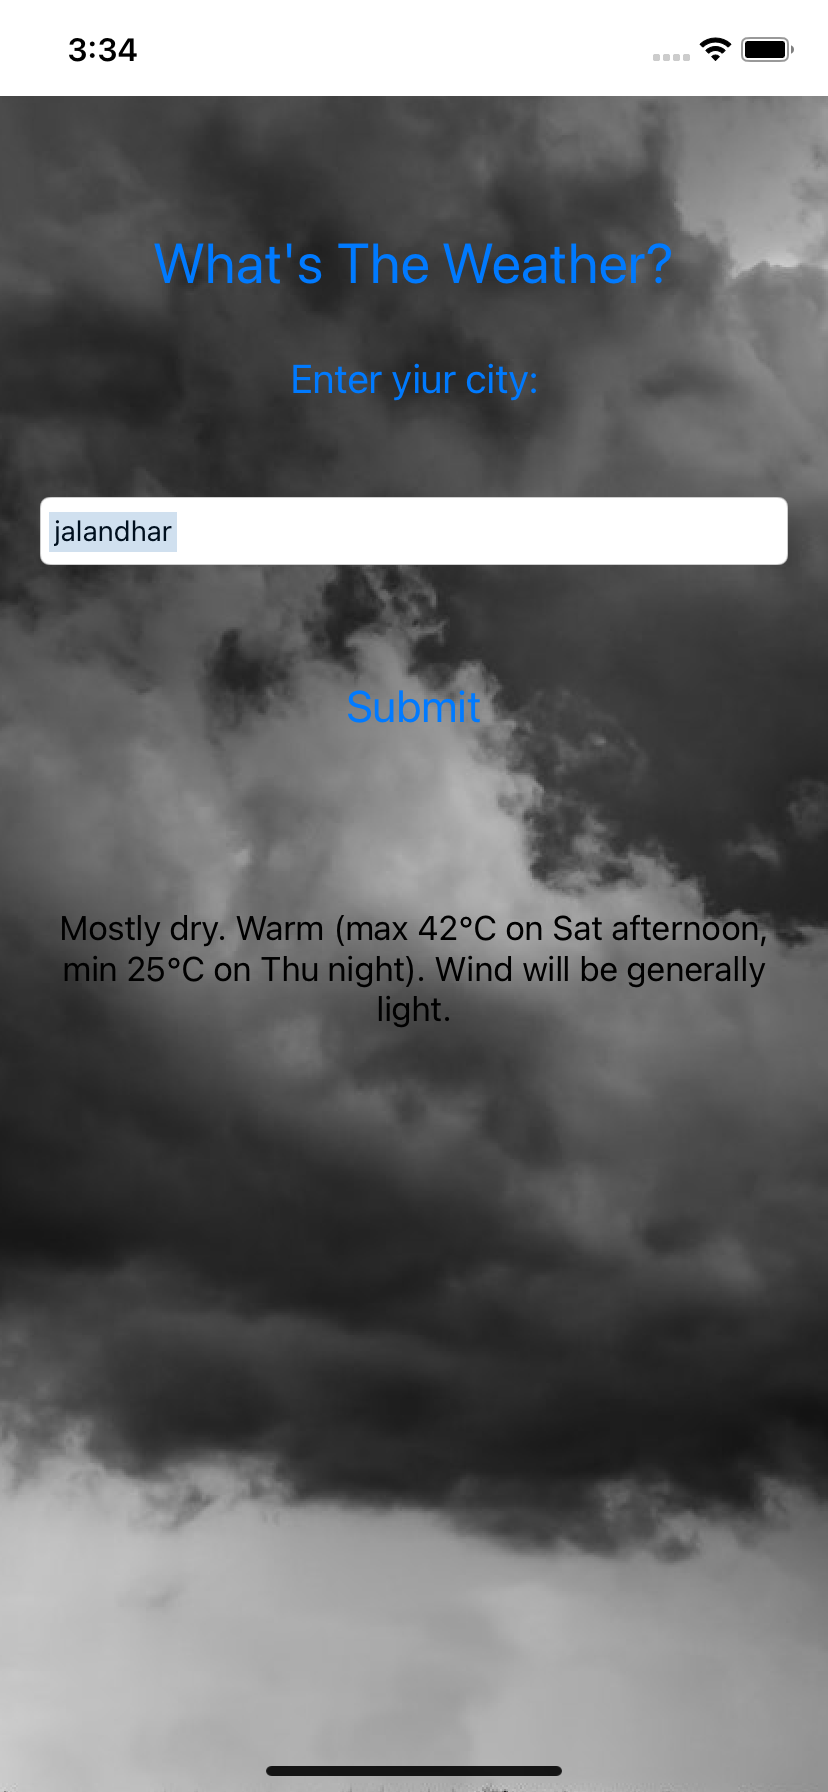 3:34
What's The Weather?
Enter yiur city:
jalandhar
Submit
Mostly dry. Warm (max 42°C on Sat afternoon,
min 25°C on Thu night). Wind will be generally
light.